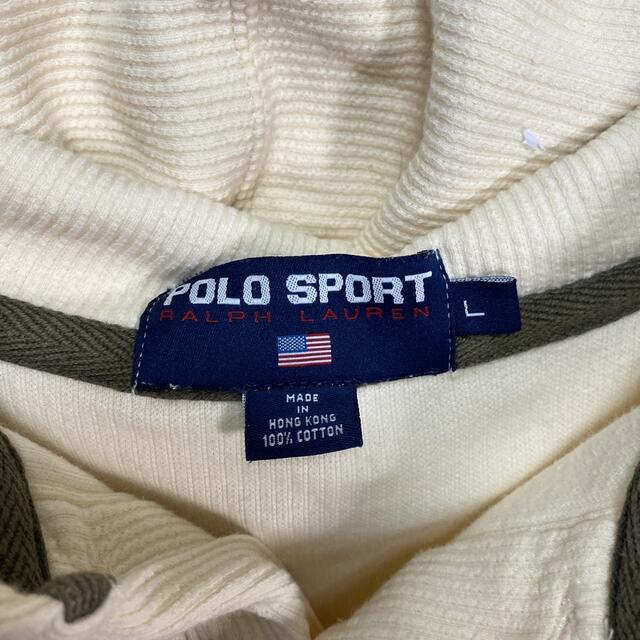 POLO SPORT
RALPH LAUREN
L
MADE
IN
HONG KONG
100% COTTON